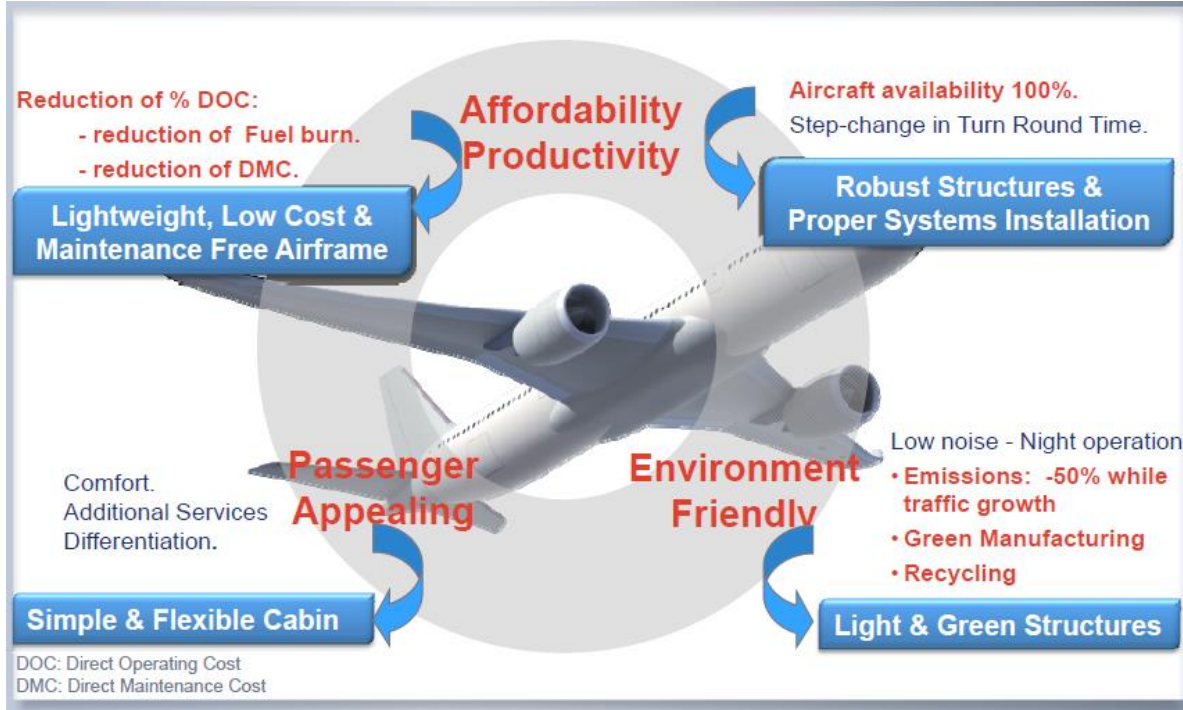 Reduction of % DOC:
- reduction of Fuel burn.
- reduction of DMC.
Lightweight, Low Cost &
Maintenance Free Airframe
Affordability
Productivity
Aircraft availability 100%.
Step-change in Turn Round Time.
Robust Structures &
Proper Systems Installation
Comfort.
Additional Services
Differentiation.
Passenger
Appealing
Simple & Flexible Cabin
Environment
Friendly
Low noise - Night operation
• Emissions: -50% while
traffic growth
• Green Manufacturing
• Recycling
Light & Green Structures
DOC: Direct Operating Cost
DMC: Direct Maintenance Cost